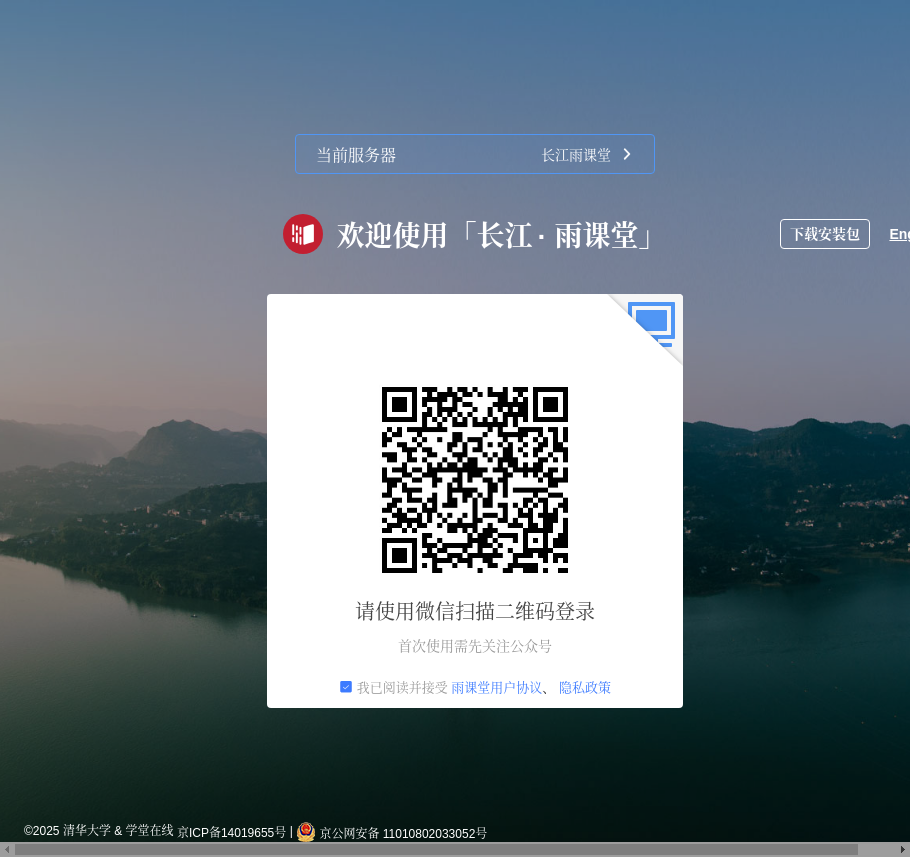 当前服务器 长江雨课堂
欢迎使用「长江 · 雨课堂」 下载安装包 Eng
请使用微信扫描二维码登录
首次使用需先关注公众号
我已阅读并接受 雨课堂用户协议、 隐私政策
©2025 清华大学 & 学堂在线 京ICP备14019655号 | 京公网安备 11010802033052号